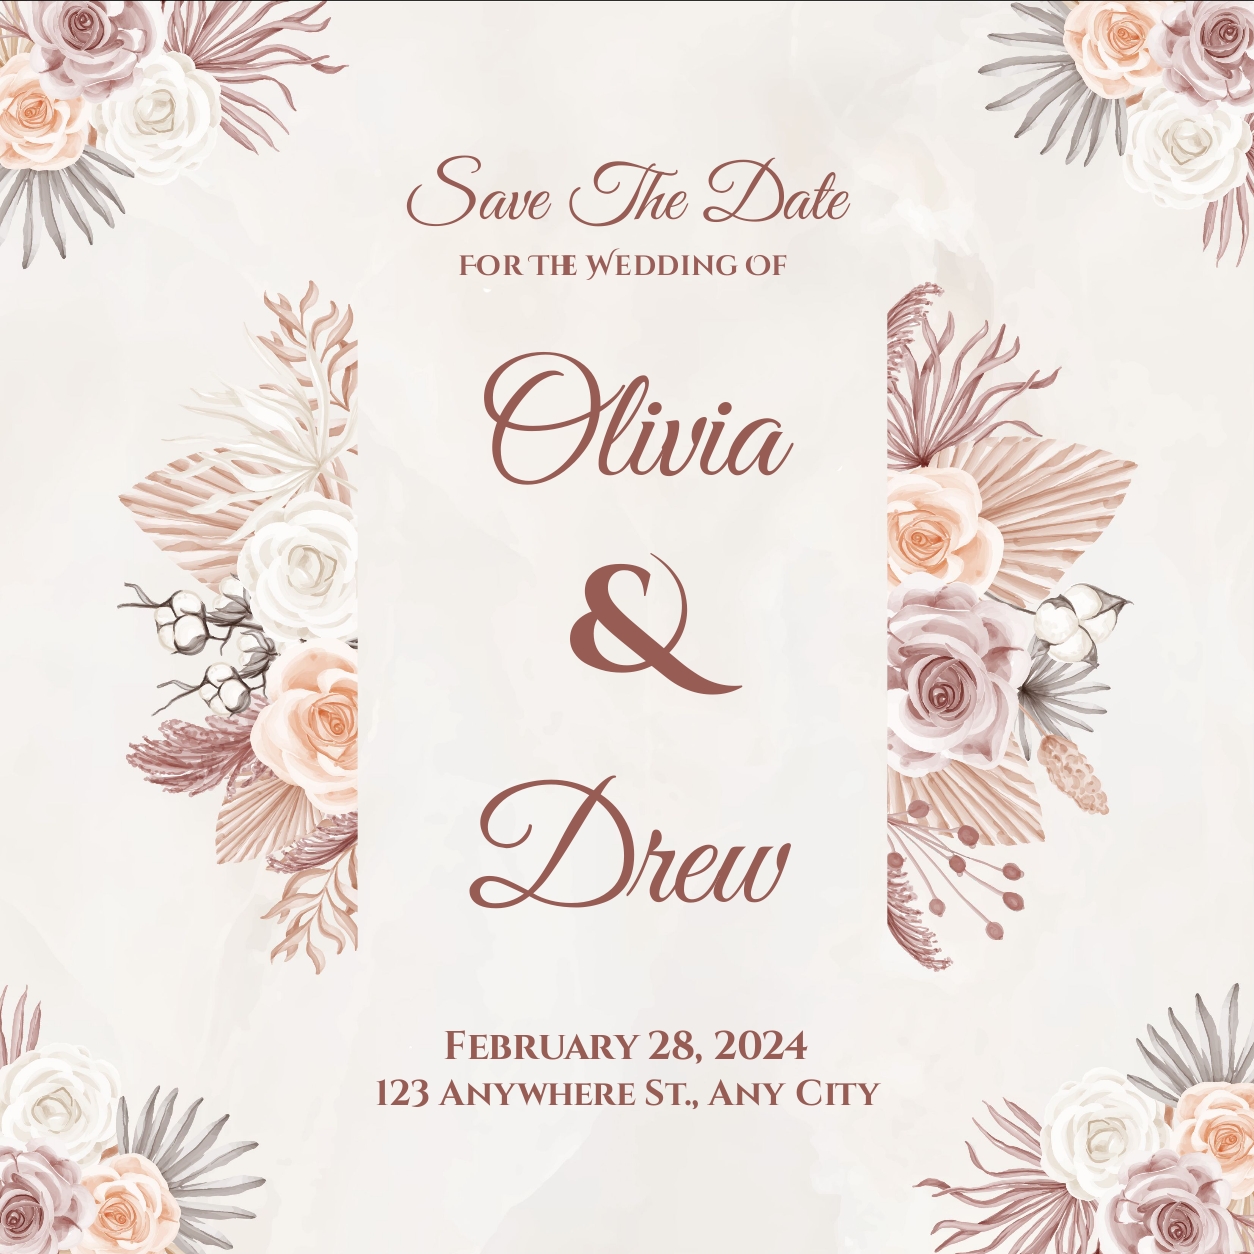 Save The Date
For The Wedding Of
Olivia
&
Drew
February 28, 2024
123 Anywhere St., Any City